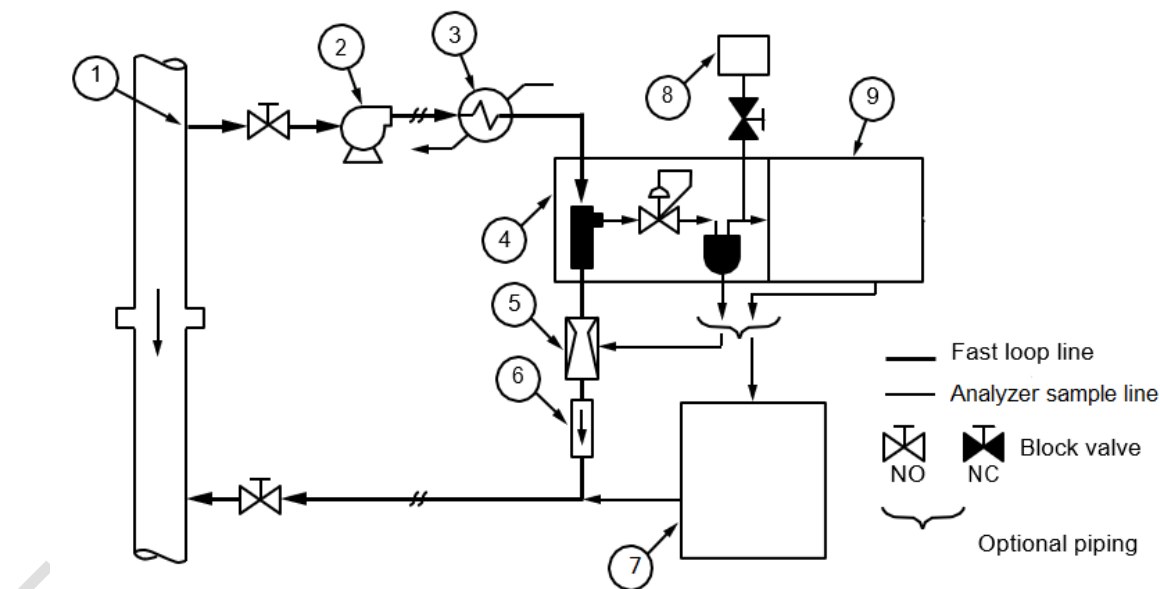 1
2
3
8
9
4
5
6
7
Fast loop line
Analyzer sample line
NO
NC
Block valve
Optional piping